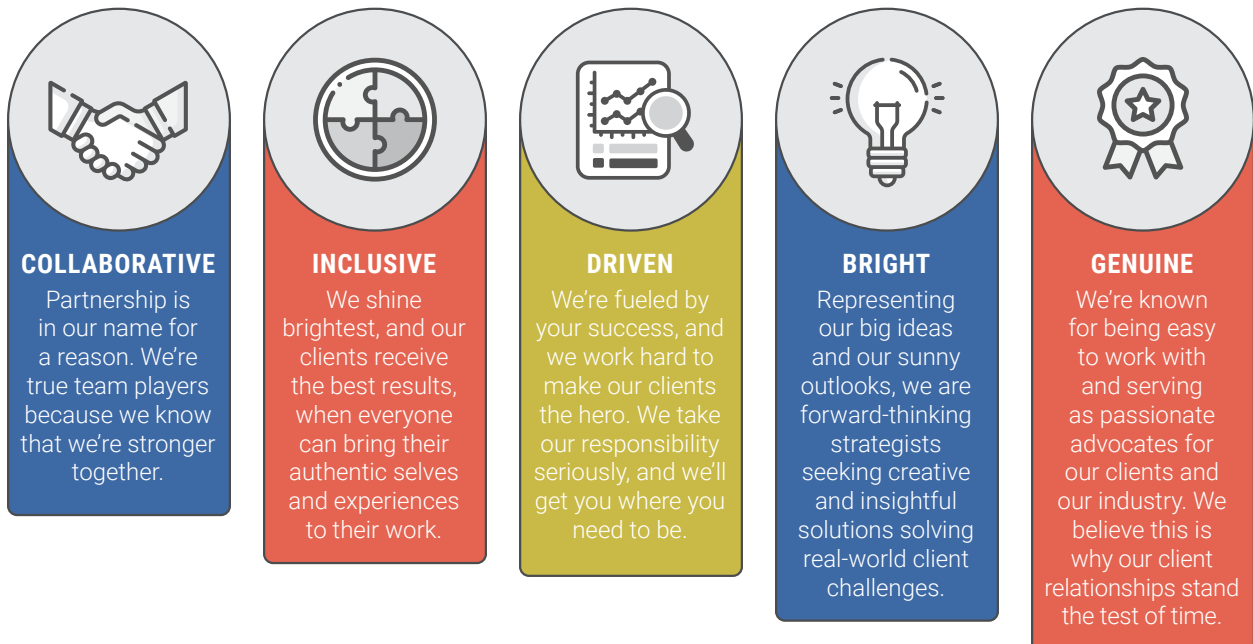 COLLABORATIVE
Partnership is
in our name for
a reason. We’re
true team players
because we know
that we’re stronger
together.
INCLUSIVE
We shine
brightest, and our
clients receive
the best results,
when everyone
can bring their
authentic selves
and experiences
to their work.
DRIVEN
We’re fueled by
your success, and
we work hard to
make our clients
the hero. We take
our responsibility
seriously, and we’ll
get you where you
need to be.
BRIGHT
Representing
our big ideas
and our sunny
outlooks, we are
forward-thinking
strategists
seeking creative
and insightful
solutions solving
real-world client
challenges.
GENUINE
We’re known
for being easy
to work with
and serving
as passionate
advocates for
our clients and
our industry. We
believe this is
why our client
relationships stand
the test of time.